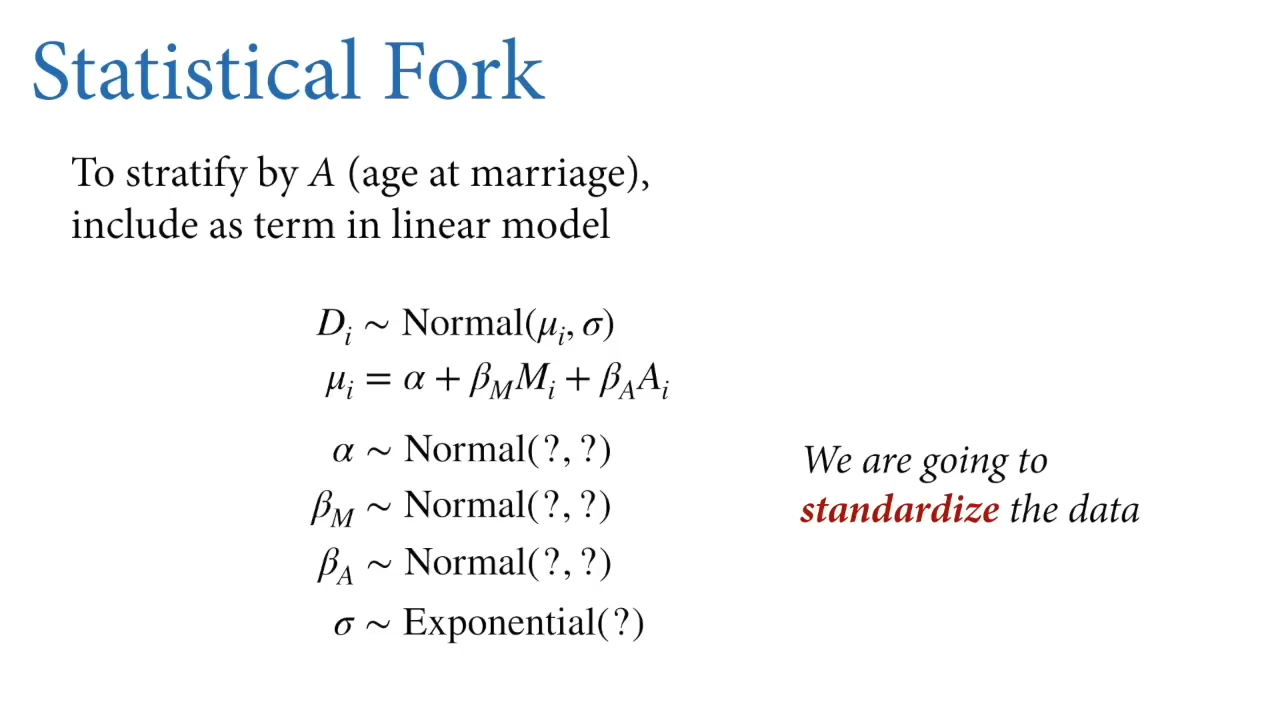 Statistical Fork
To stratify by A (age at marriage),
include as term in linear model
Dᵢ ~ Normal(μᵢ, σ)
μᵢ = α + β_M Mᵢ + β_A Aᵢ
α ~ Normal(?, ?)
β_M ~ Normal(?, ?)
β_A ~ Normal(?, ?)
σ ~ Exponential(?)
We are going to
standardize the data